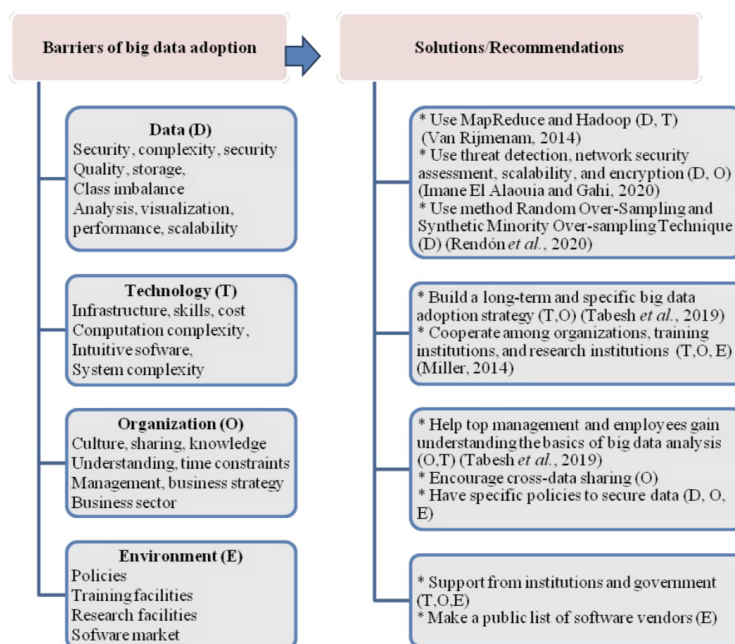 Barriers of big data adoption
Solutions/Recommendations
Data (D)
Security, complexity, security
Quality, storage,
Class imbalance
Analysis, visualization,
performance, scalability
* Use MapReduce and Hadoop (D, T)
(Van Rijmenam, 2014)
* Use threat detection, network security
assessment, scalability, and encryption (D, O)
(Imane El Alaouia and Gahi, 2020)
* Use method Random Over-Sampling and
Synthetic Minority Over-sampling Technique
(D) (Rendón et al., 2020)
Technology (T)
Infrastructure, skills, cost
Computation complexity,
Intuitive software,
System complexity
* Build a long-term and specific big data
adoption strategy (T,O) (Tabesh et al., 2019)
* Cooperate among organizations, training
institutions, and research institutions (T,O, E)
(Miller, 2014)
Organization (O)
Culture, sharing, knowledge
Understanding, time constraints
Management, business strategy
Business sector
* Help top management and employees gain
understanding the basics of big data analysis
(O,T) (Tabesh et al., 2019)
* Encourage cross-data sharing (O)
* Have specific policies to secure data (D, O,
E)
Environment (E)
Policies
Training facilities
Research facilities
Sofware market
* Support from institutions and government
(T,O,E)
* Make a public list of software vendors (E)